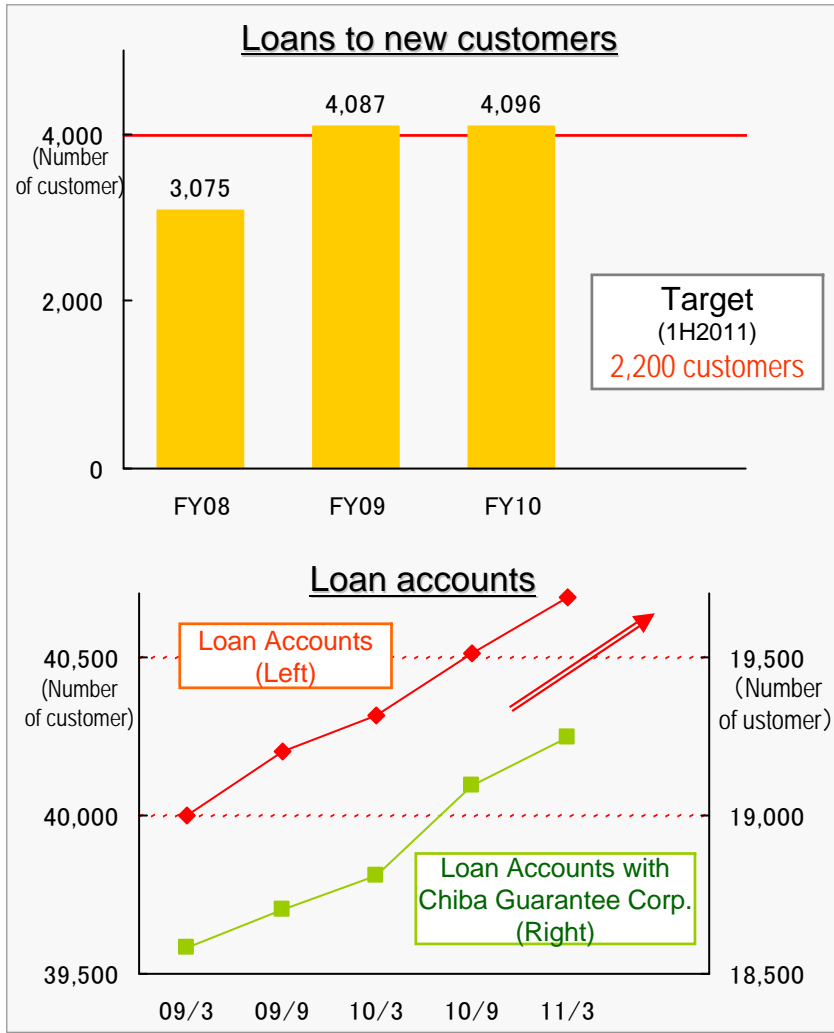 Loans to new customers
4,087
4,096
4,000
(Number
of customer)
3,075
2,000
Target
(1H2011)
2,200 customers
0
FY08
FY09
FY10
Loan accounts
Loan Accounts
(Left)
40,500
(Number
of customer)
19,500
(Number
of ustomer)
40,000
19,000
Loan Accounts with
Chiba Guarantee Corp.
(Right)
39,500
18,500
09/3
09/9
10/3
10/9
11/3